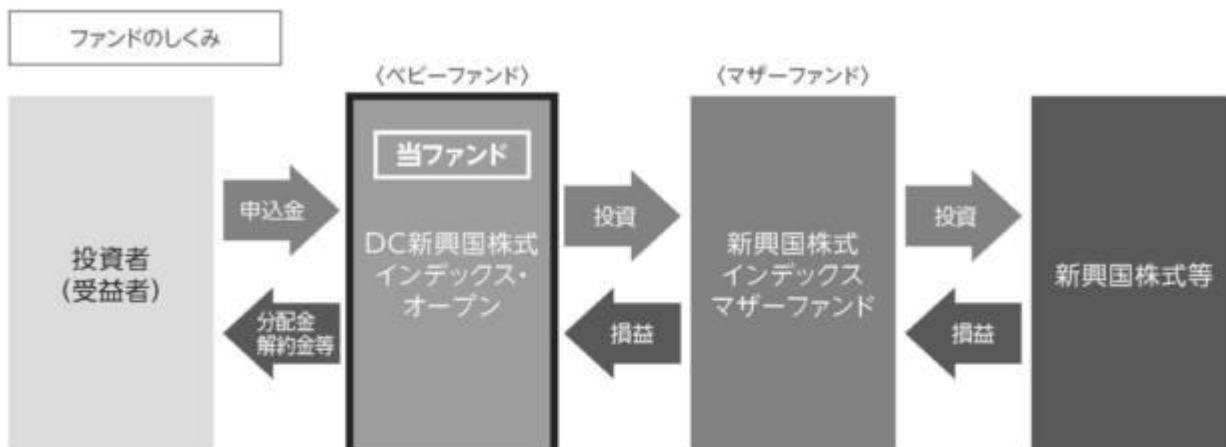 ファンドのしくみ
〈ベビーファンド〉
〈マザーファンド〉
投資者
(受益者)
申込金
分配金
解約金等
当ファンド
DC新興国株式
インデックス・
オープン
投資
損益
新興国株式
インデックス
マザーファンド
投資
損益
新興国株式等